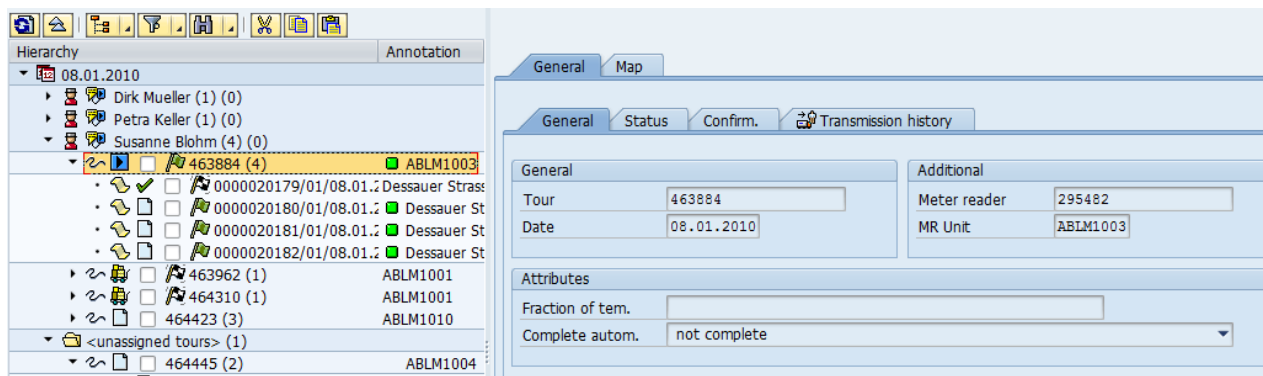 Hierarchy Annotation
08.01.2010
Dirk Mueller (1) (0)
Petra Keller (1) (0)
Susanne Blohm (4) (0)
463884 (4) ABLM1003
0000020179/01/08.01.2 Dessauer Strass
0000020180/01/08.01.2 Dessauer St
0000020181/01/08.01.2 Dessauer St
0000020182/01/08.01.2 Dessauer St
463962 (1) ABLM1001
464310 (1) ABLM1001
464423 (3) ABLM1010
<unassigned tours> (1)
464445 (2) ABLM1004
General Map
General Status Confirm. Transmission history
General
Tour 463884
Date 08.01.2010
Additional
Meter reader 295482
MR Unit ABLM1003
Attributes
Fraction of tem.
Complete autom. not complete